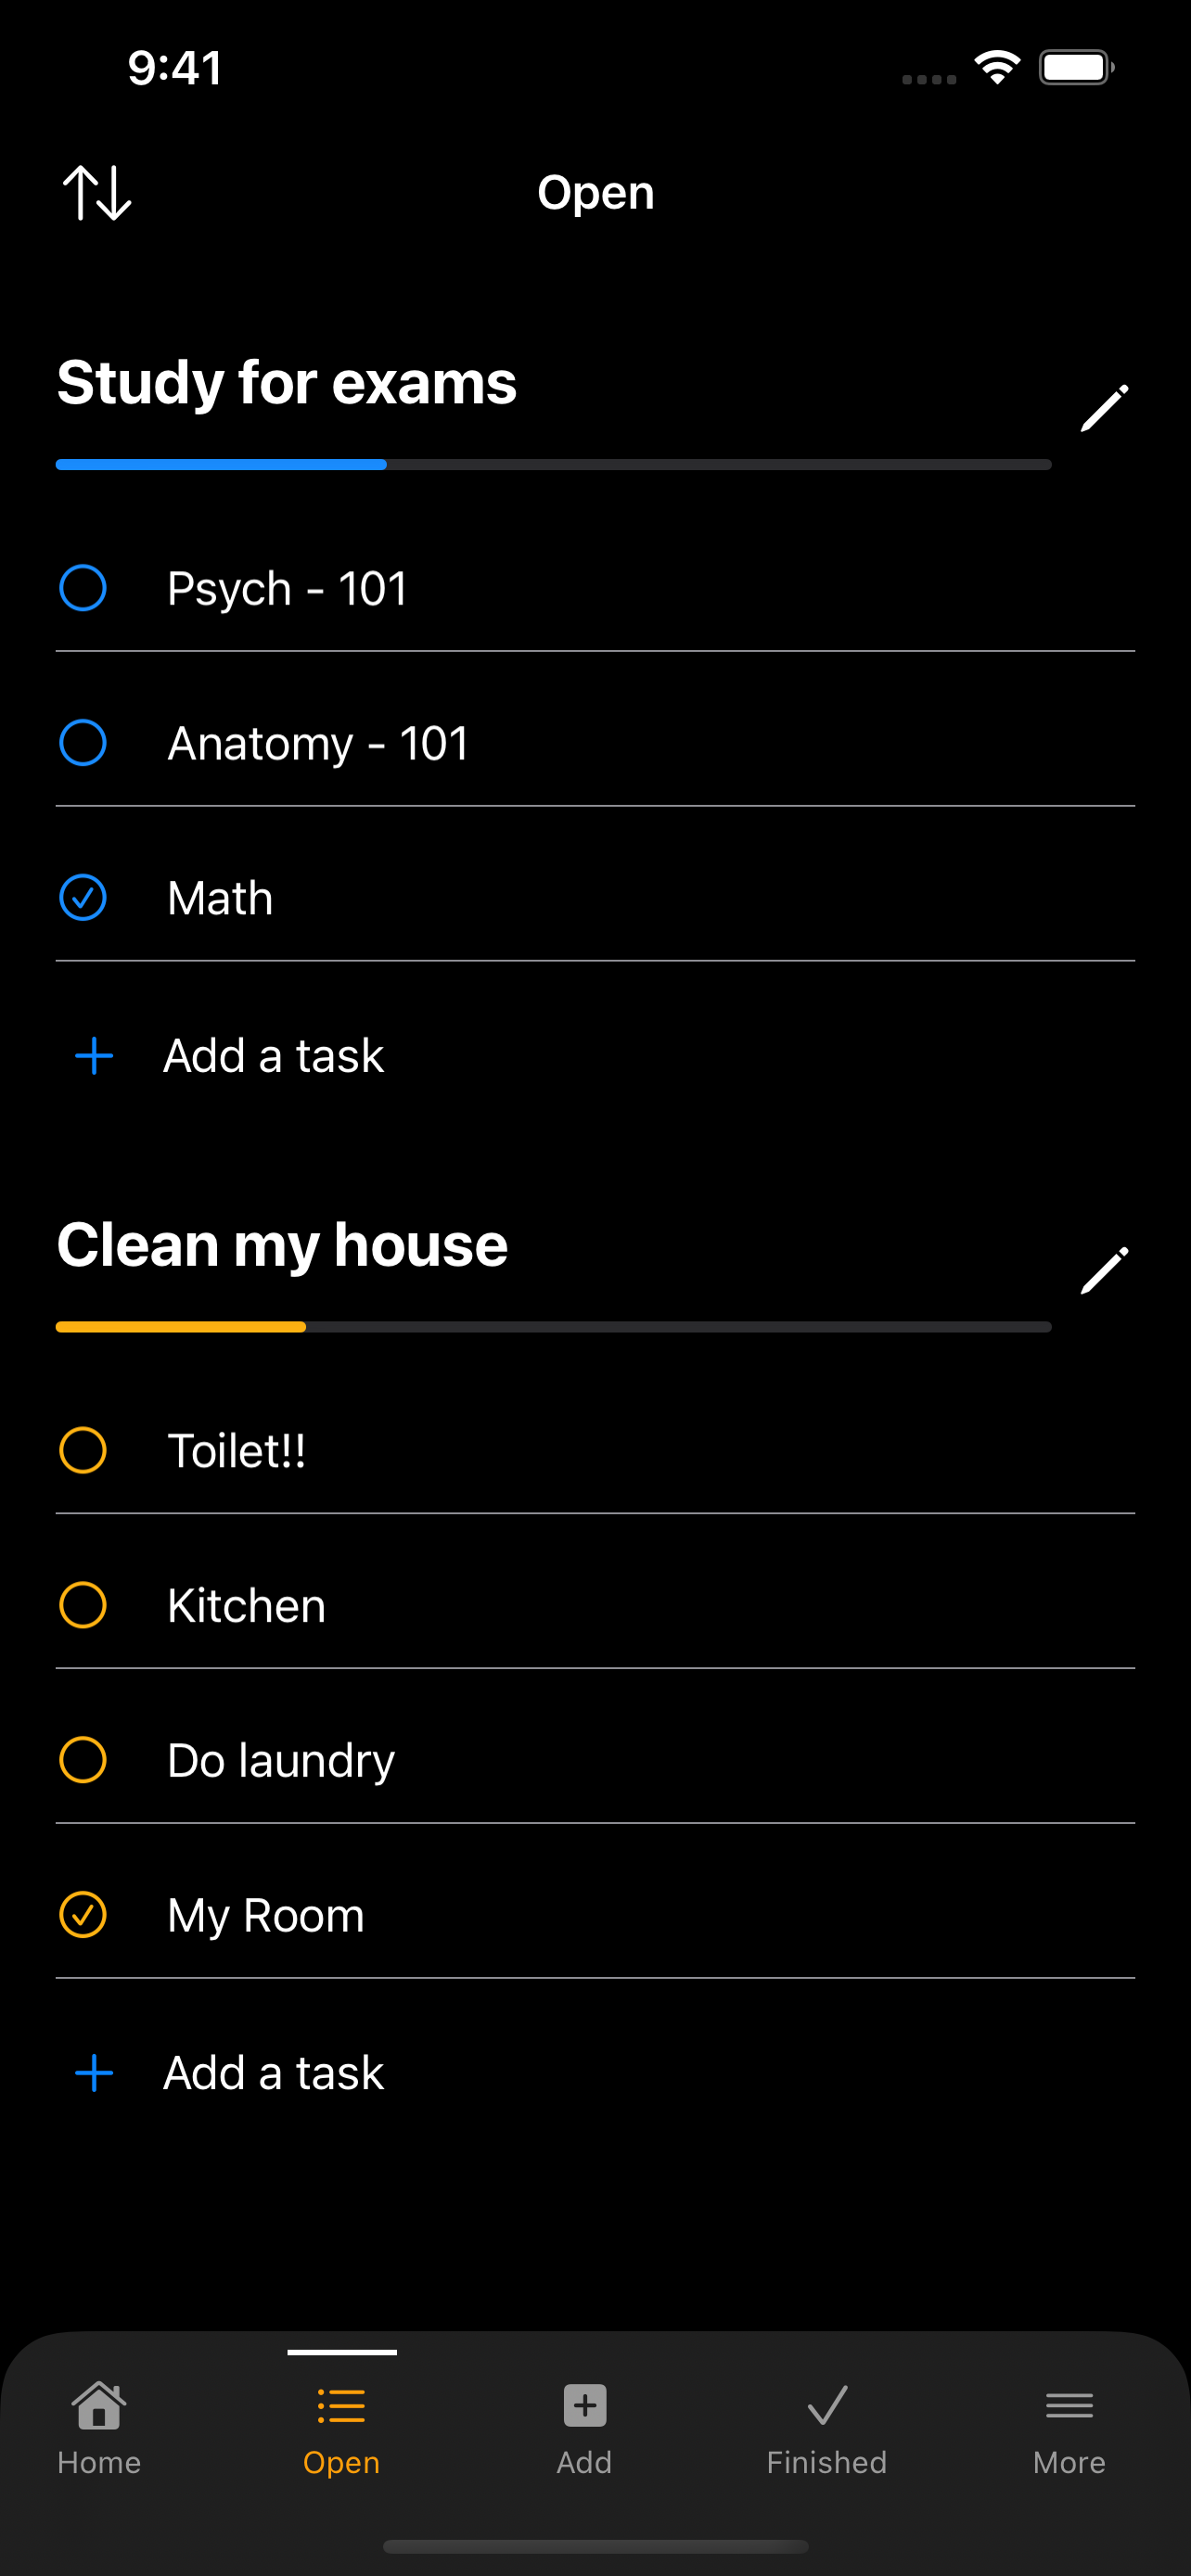 9:41
Open
Study for exams
Psych - 101
Anatomy - 101
Math
Add a task
Clean my house
Toilet!!
Kitchen
Do laundry
My Room
Add a task
Home Open Add Finished More